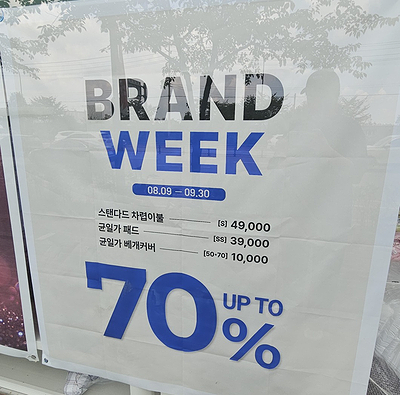 BRAND
WEEK
08.09 — 09.30
스탠다드 차렵이불 [S] 49,000
균일가 패드 [SS] 39,000
균일가 베개커버 [50*70] 10,000
70 UP TO %